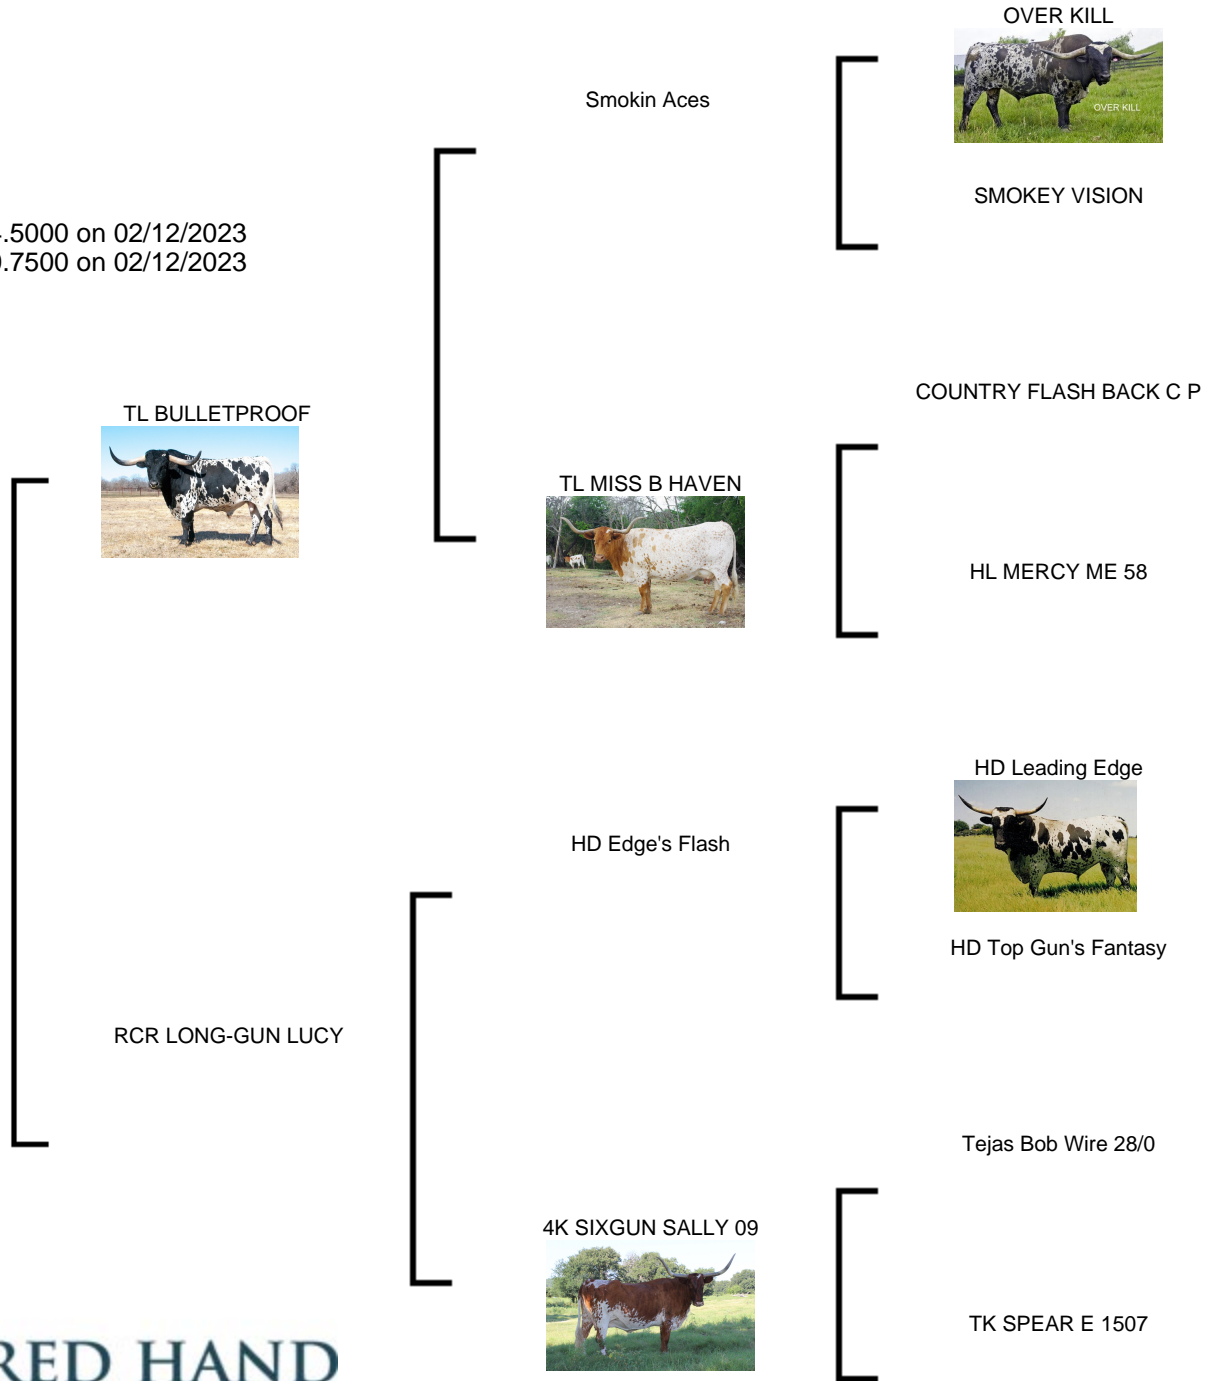 OVER KILL
OVER KILL
Smokin Aces
SMOKEY VISION
.5000 on 02/12/2023
.7500 on 02/12/2023
COUNTRY FLASH BACK C P
TL BULLETPROOF
TL MISS B HAVEN
HL MERCY ME 58
HD Leading Edge
HD Edge's Flash
HD Top Gun's Fantasy
RCR LONG-GUN LUCY
Tejas Bob Wire 28/0
4K SIXGUN SALLY 09
TK SPEAR E 1507
RED HAND